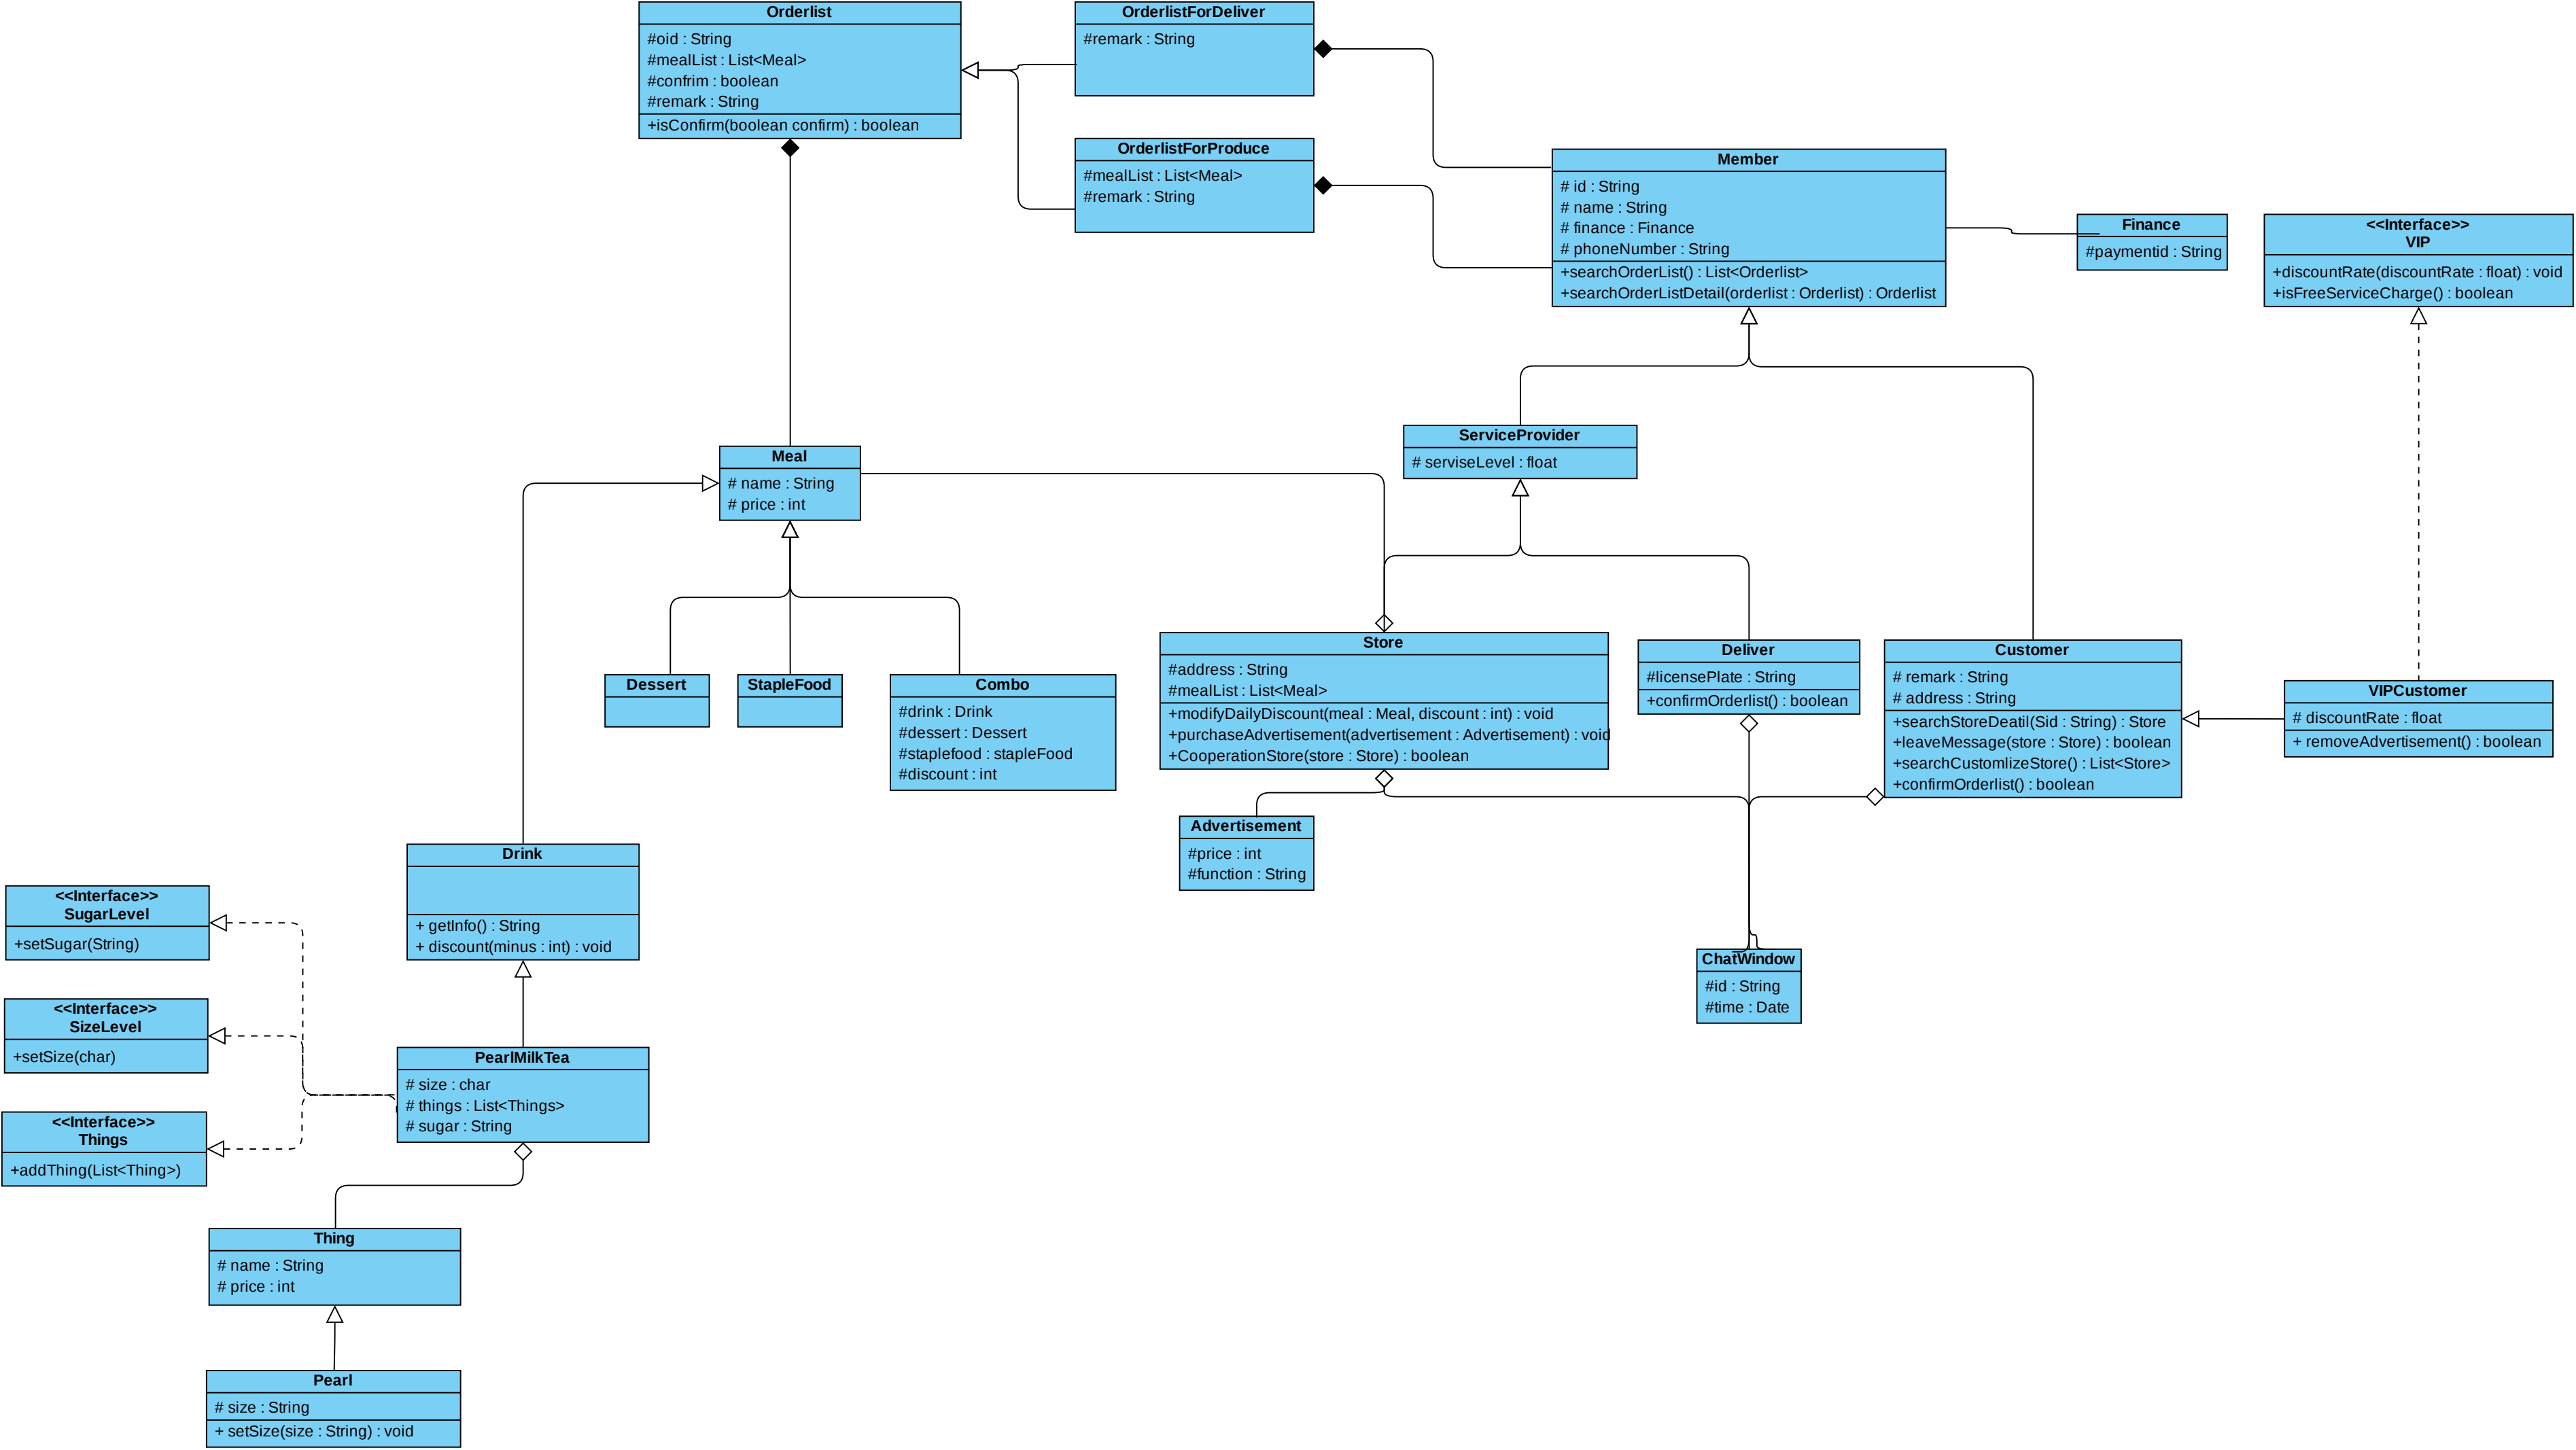 Orderlist
#oid : String
#mealList : List<Meal>
#confrim : boolean
#remark : String
+isConfirm(boolean confirm) : boolean
OrderlistForDeliver
#remark : String
OrderlistForProduce
#mealList : List<Meal>
#remark : String
Member
# id : String
# name : String
# finance : Finance
# phoneNumber : String
+searchOrderList() : List<Orderlist>
+searchOrderListDetail(orderlist : Orderlist) : Orderlist
Finance
#paymentid : String
<<Interface>>
VIP
+discountRate(discountRate : float) : void
+isFreeServiceCharge() : boolean
Meal
# name : String
# price : int
ServiceProvider
# serviseLevel : float
Dessert
StapleFood
Combo
#drink : Drink
#dessert : Dessert
#staplefood : stapleFood
#discount : int
Store
#address : String
#mealList : List<Meal>
+modifyDailyDiscount(meal : Meal, discount : int) : void
+purchaseAdvertisement(advertisement : Advertisement) : void
+CooperationStore(store : Store) : boolean
Deliver
#licensePlate : String
+confirmOrderlist() : boolean
Customer
# remark : String
# address : String
+searchStoreDeatil(Sid : String) : Store
+leaveMessage(store : Store) : boolean
+searchCustomlizeStore() : List<Store>
+confirmOrderlist() : boolean
VIPCustomer
# discountRate : float
+ removeAdvertisement() : boolean
Advertisement
#price : int
#function : String
Drink
+ getInfo() : String
+ discount(minus : int) : void
<<Interface>>
SugarLevel
+setSugar(String)
<<Interface>>
SizeLevel
+setSize(char)
<<Interface>>
Things
+addThing(List<Thing>)
ChatWindow
#id : String
#time : Date
PearlMilkTea
# size : char
# things : List<Things>
# sugar : String
Thing
# name : String
# price : int
Pearl
# size : String
+ setSize(size : String) : void